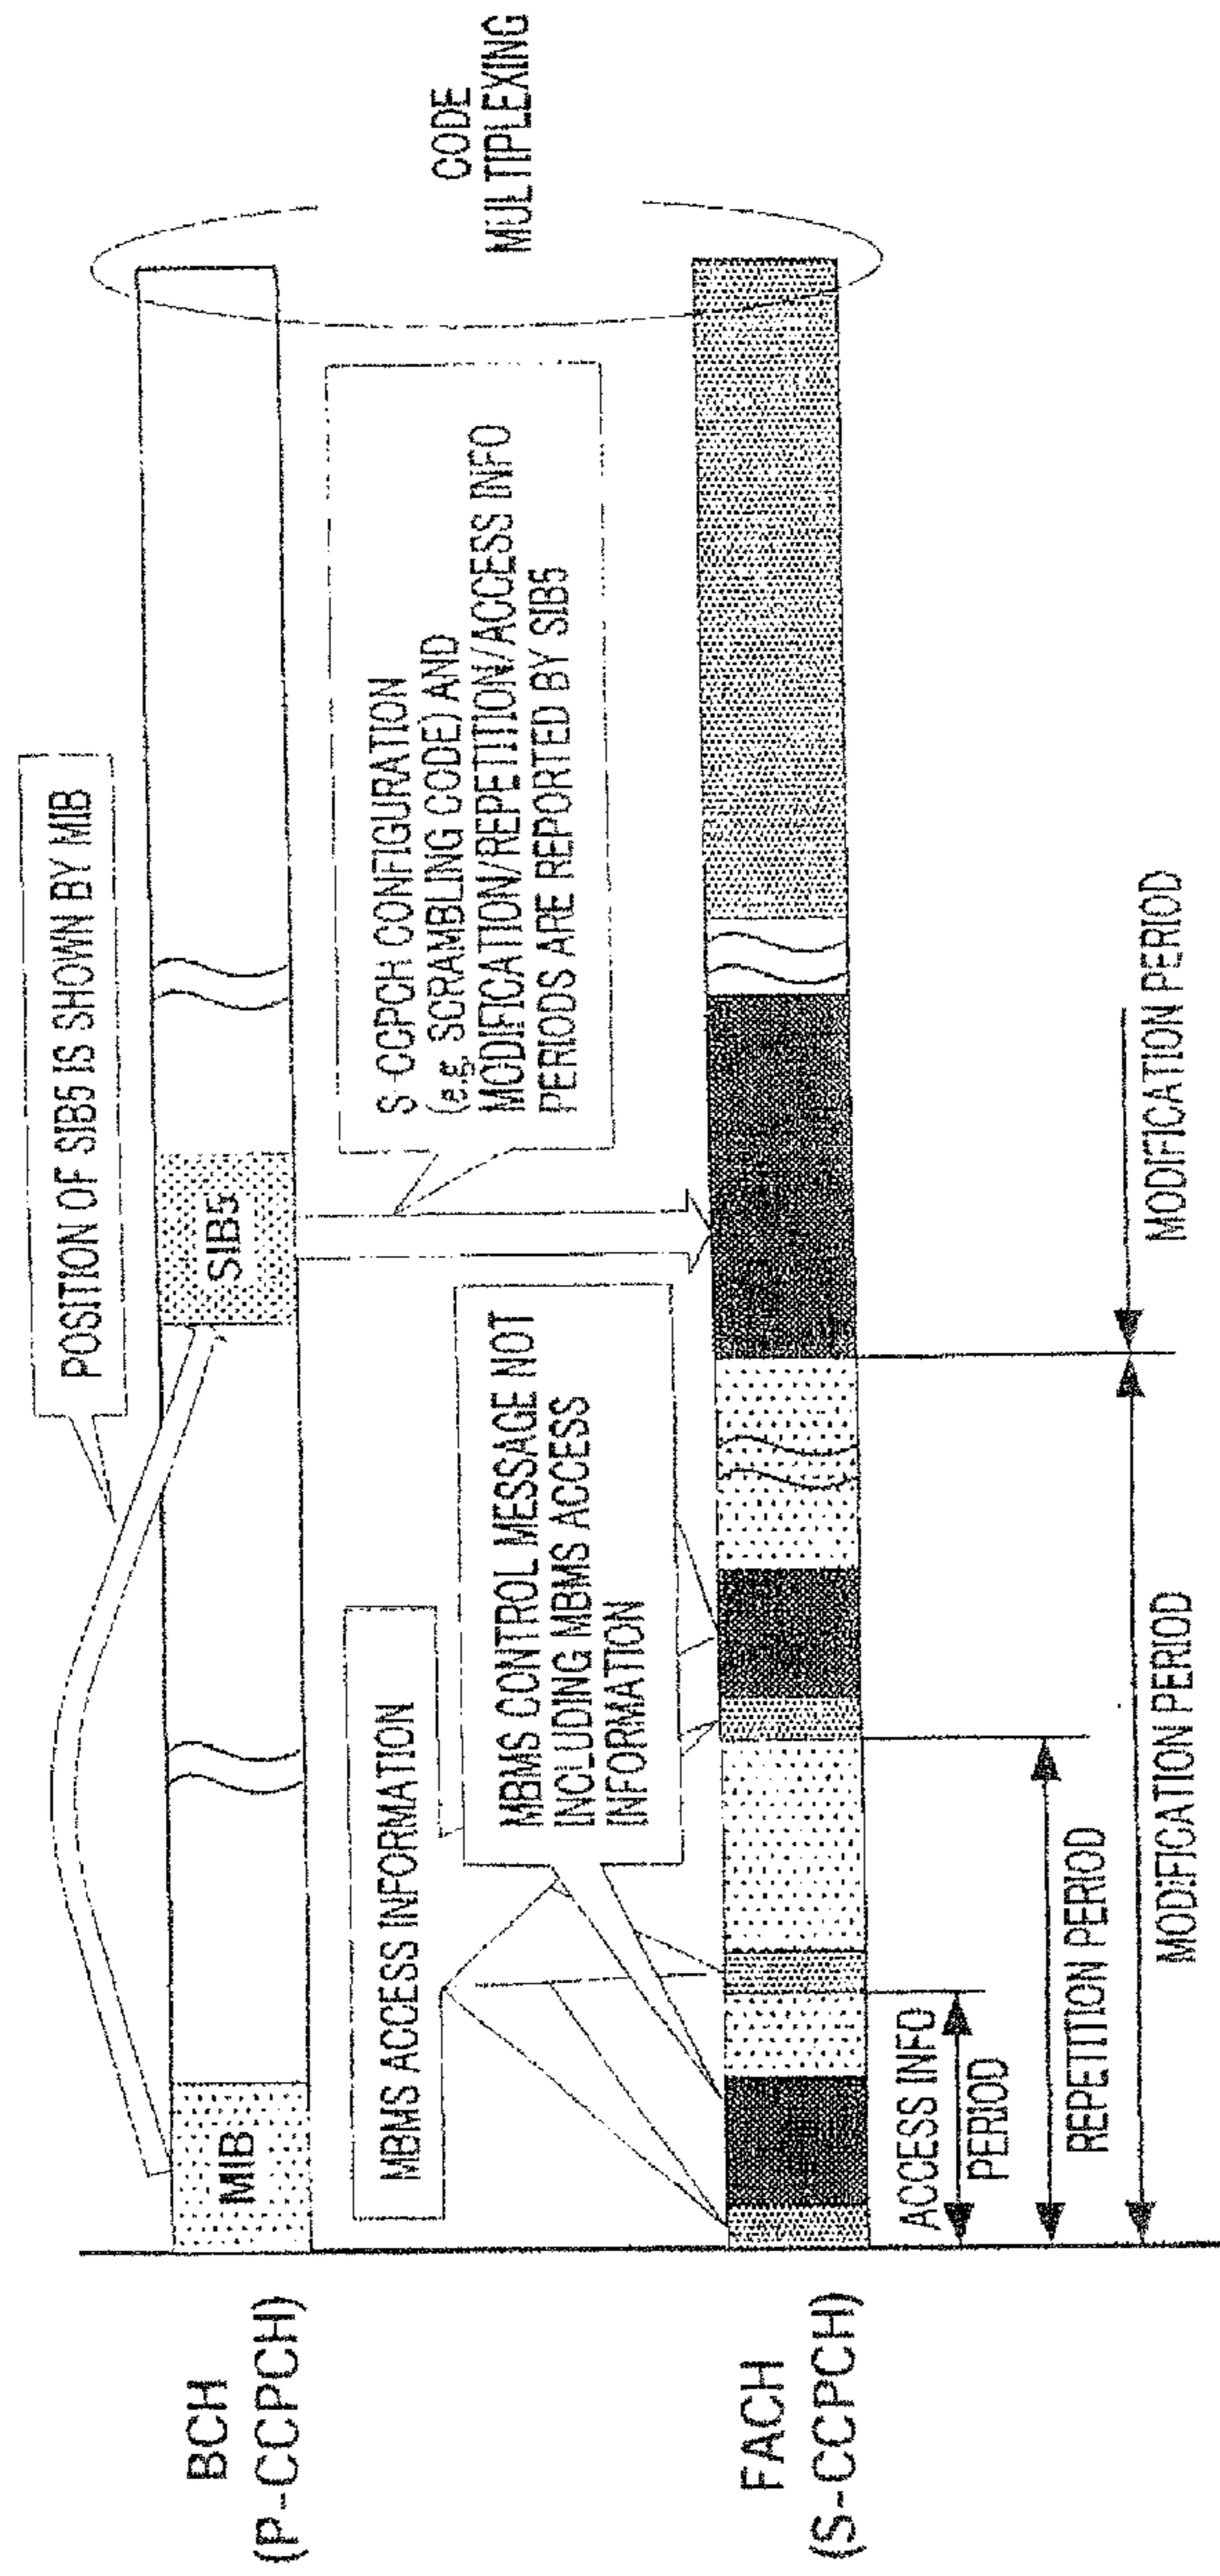 POSITION OF SIB5 IS SHOWN BY MIB
BCH
(P-CCPCH)
MIB
SIB5
CODE
MULTIPLEXING
S-CCPCH CONFIGURATION
(e.g. SCRAMBLING CODE) AND
MODIFICATION/REPETITION/ACCESS INFO
PERIODS ARE REPORTED BY SIB5
MBMS ACCESS INFORMATION
MBMS CONTROL MESSAGE NOT
INCLUDING MBMS ACCESS
INFORMATION
FACH
(S-CCPCH)
ACCESS INFO
PERIOD
REPETITION PERIOD
MODIFICATION PERIOD
MODIFICATION PERIOD